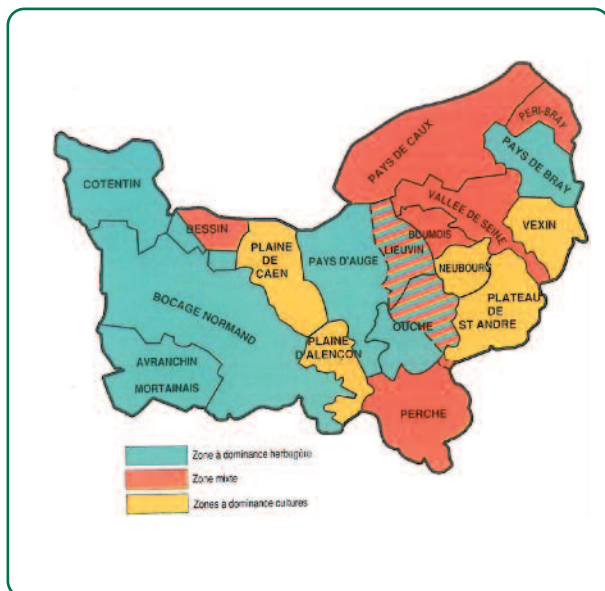 PERI-BRAY
PAYS DE CAUX
PAYS DE BRAY
COTENTIN
VALLEE DE SEINE
BESSIN
VEXIN
ROUMOIS
LIEUVIN
PLAINE
DE
CAEN
PAYS D'AUGE
NEUBOURG
BOCAGE NORMAND
PLATEAU
DE
ST ANDRE
OUCHE
PLAINE
D'ALENCON
AVRANCHIN
MORTAINAIS
PERCHE
Zone à dominance herbagère
Zone mixte
Zones à dominance cultures